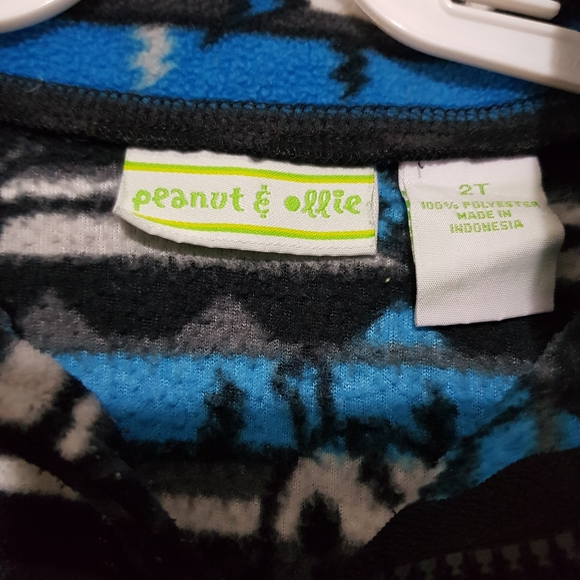 peanut & ollie
2T
100% POLYESTER
MADE IN
INDONESIA